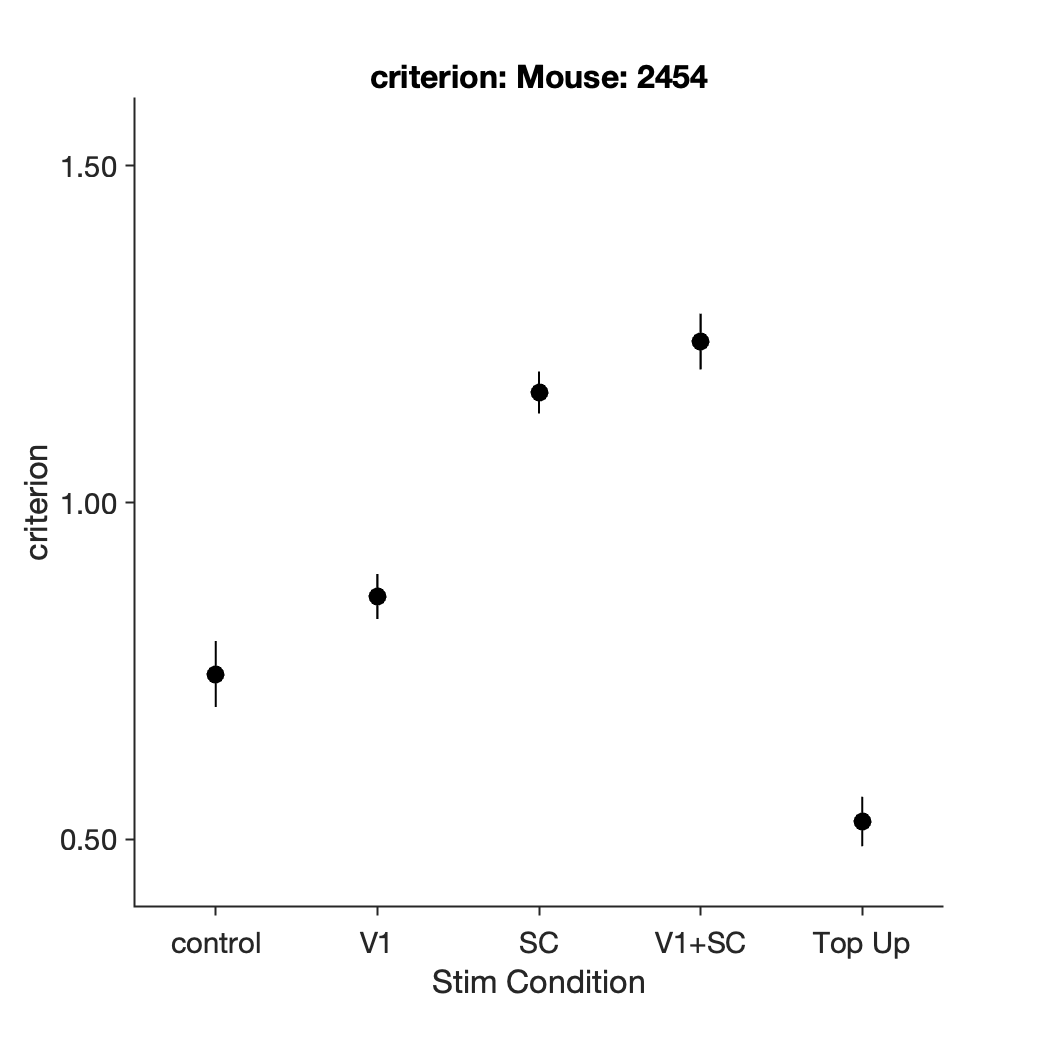 criterion: Mouse: 2454
1.50
1.00
0.50
criterion
control
V1
SC
V1+SC
Top Up
Stim Condition